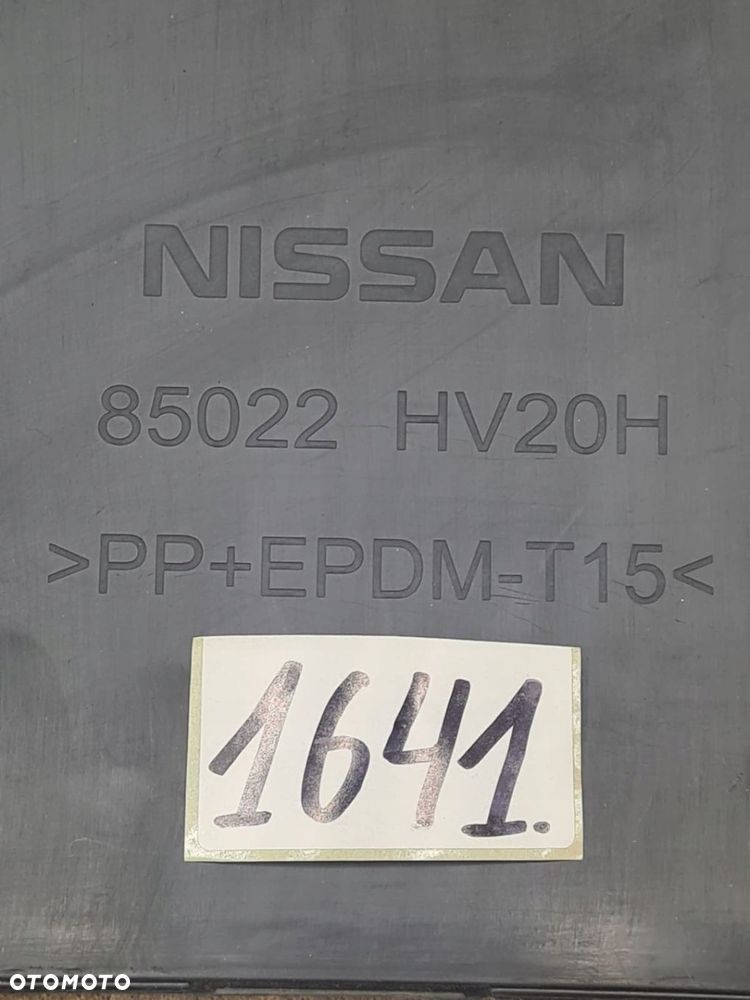 NISSAN
85022 HV20H
>PP+EPDM-T15<
1641.
OTOMOTO